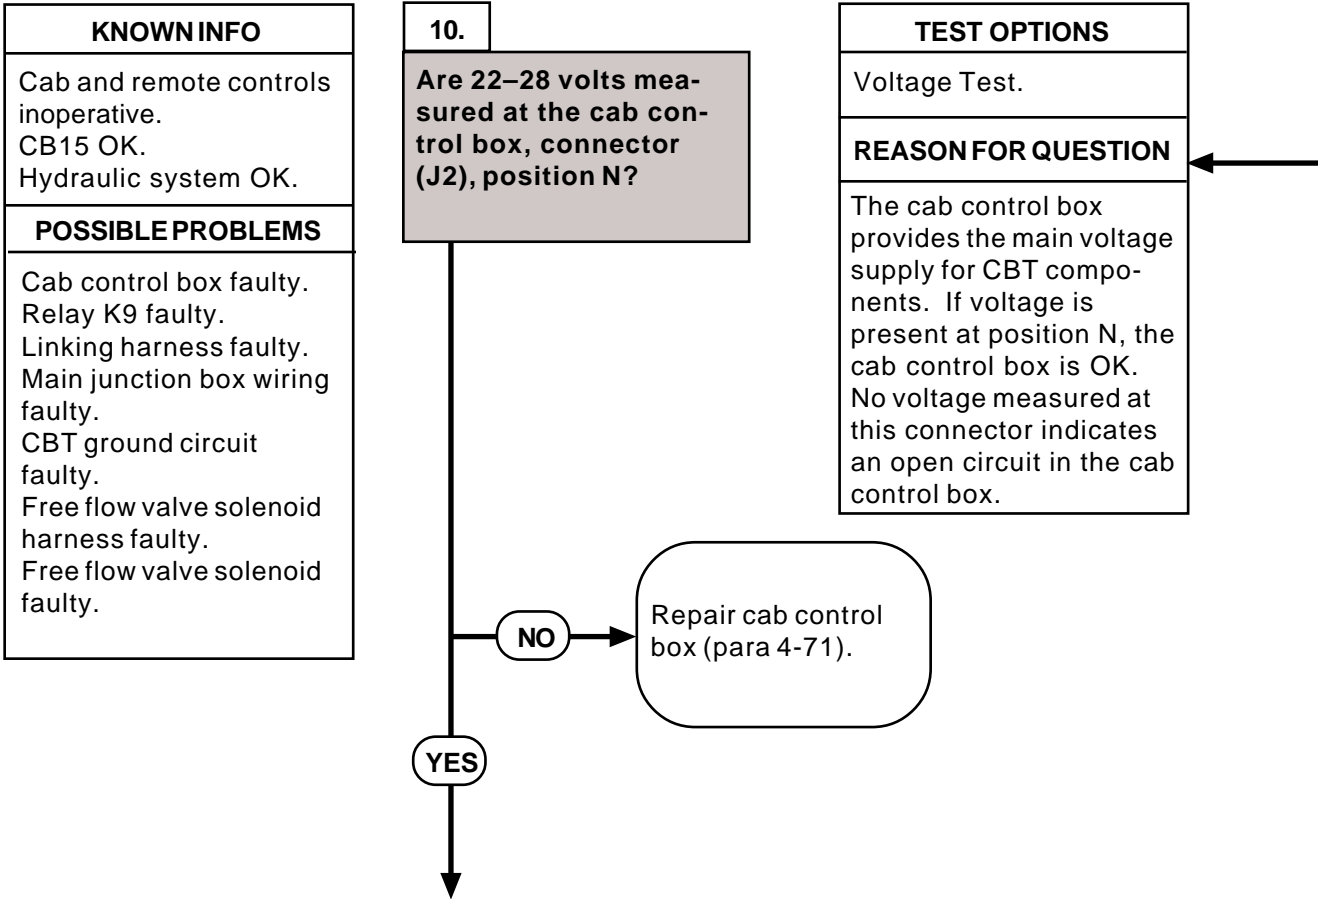 KNOWN INFO
Cab and remote controls
inoperative.
CB15 OK.
Hydraulic system OK.
POSSIBLE PROBLEMS
Cab control box faulty.
Relay K9 faulty.
Linking harness faulty.
Main junction box wiring
faulty.
CBT ground circuit
faulty.
Free flow valve solenoid
harness faulty.
Free flow valve solenoid
faulty.
10.
Are 22–28 volts mea-
sured at the cab con-
trol box, connector
(J2), position N?
TEST OPTIONS
Voltage Test.
REASON FOR QUESTION
The cab control box
provides the main voltage
supply for CBT compo-
nents. If voltage is
present at position N, the
cab control box is OK.
No voltage measured at
this connector indicates
an open circuit in the cab
control box.
NO
Repair cab control
box (para 4-71).
YES